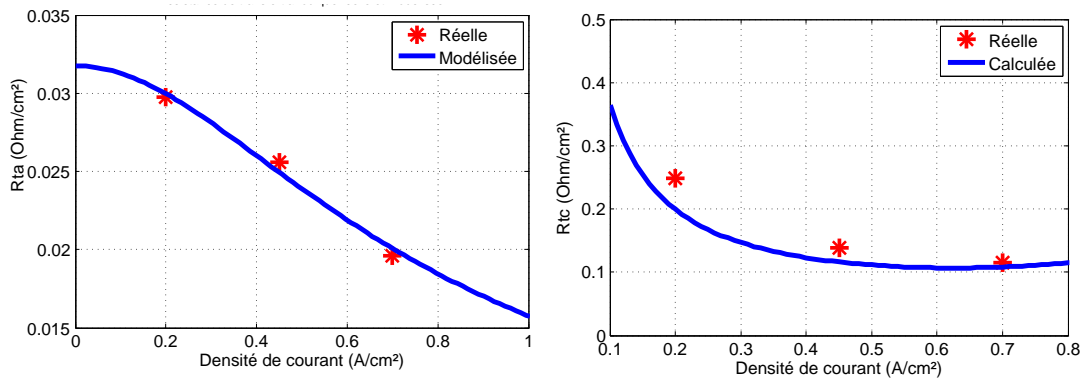 0.035
0.03
0.025
0.02
0.015
Rta (Ohm/cm²)
Réelle
Modélisée
0 0.2 0.4 0.6 0.8 1
Densité de courant (A/cm²)
0.5
0.4
0.3
0.2
0.1
0
Rtc (Ohm/cm²)
Réelle
Calculée
0.1 0.2 0.3 0.4 0.5 0.6 0.7 0.8
Densité de courant (A/cm²)